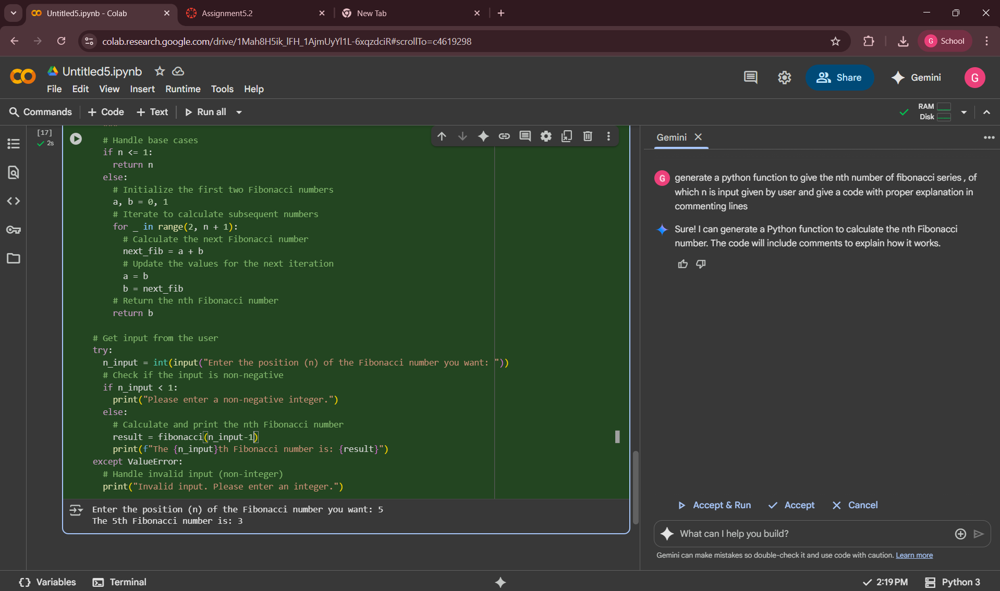 Untitled5.ipynb - Colab
Assignment5.2
New Tab
colab.research.google.com/drive/1Mah8H5ik_lFH_1AjmUyYl1L-6xqzdciR#scrollTo=c4619298
G School
Untitled5.ipynb
File Edit View Insert Runtime Tools Help
Share
Gemini
G
Commands
+ Code
+ Text
Run all
RAM
Disk
[17]
2s
# Handle base cases
if n <= 1:
return n
else:
# Initialize the first two Fibonacci numbers
a, b = 0, 1
# Iterate to calculate subsequent numbers
for _ in range(2, n + 1):
# Calculate the next Fibonacci number
next_fib = a + b
# Update the values for the next iteration
a = b
b = next_fib
# Return the nth Fibonacci number
return b
# Get input from the user
try:
n_input = int(input("Enter the position (n) of the Fibonacci number you want: "))
# Check if the input is non-negative
if n_input < 1:
print("Please enter a non-negative integer.")
else:
# Calculate and print the nth Fibonacci number
result = fibonacci(n_input-1)
print(f"The {n_input}th Fibonacci number is: {result}")
except ValueError:
# Handle invalid input (non-integer)
print("Invalid input. Please enter an integer.")
Enter the position (n) of the Fibonacci number you want: 5
The 5th Fibonacci number is: 3
Gemini
G
generate a python function to give the nth number of fibonacci series , of
which n is input given by user and give a code with proper explanation in
commenting lines
Sure! I can generate a Python function to calculate the nth Fibonacci
number. The code will include comments to explain how it works.
Accept & Run
Accept
Cancel
What can I help you build?
Gemini can make mistakes so double-check it and use code with caution. Learn more
Variables
Terminal
2:19 PM
Python 3